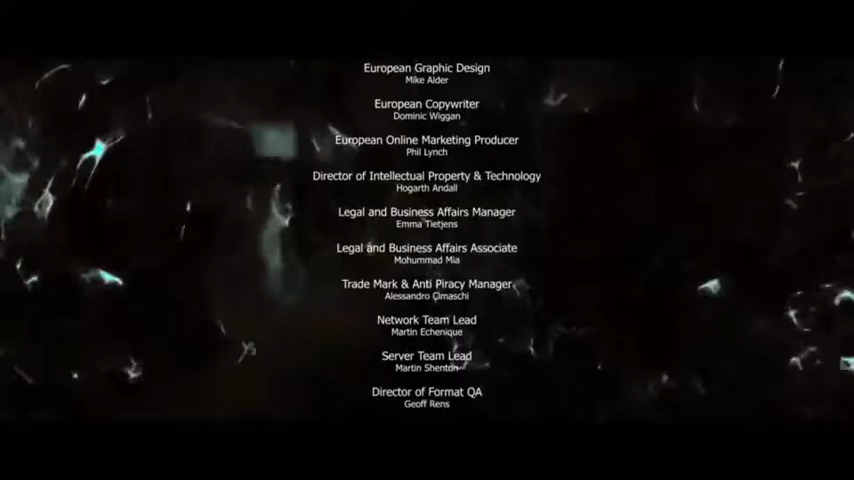 European Graphic Design
Mike Alder
European Copywriter
Dominic Wiggan
European Online Marketing Producer
Phil Lynch
Director of Intellectual Property & Technology
Hogarth Andall
Legal and Business Affairs Manager
Emma Tietjens
Legal and Business Affairs Associate
Mohummad Mia
Trade Mark & Anti Piracy Manager
Alessandro Cimaschi
Network Team Lead
Martin Echenique
Server Team Lead
Martin Shenton
Director of Format QA
Geoff Rens